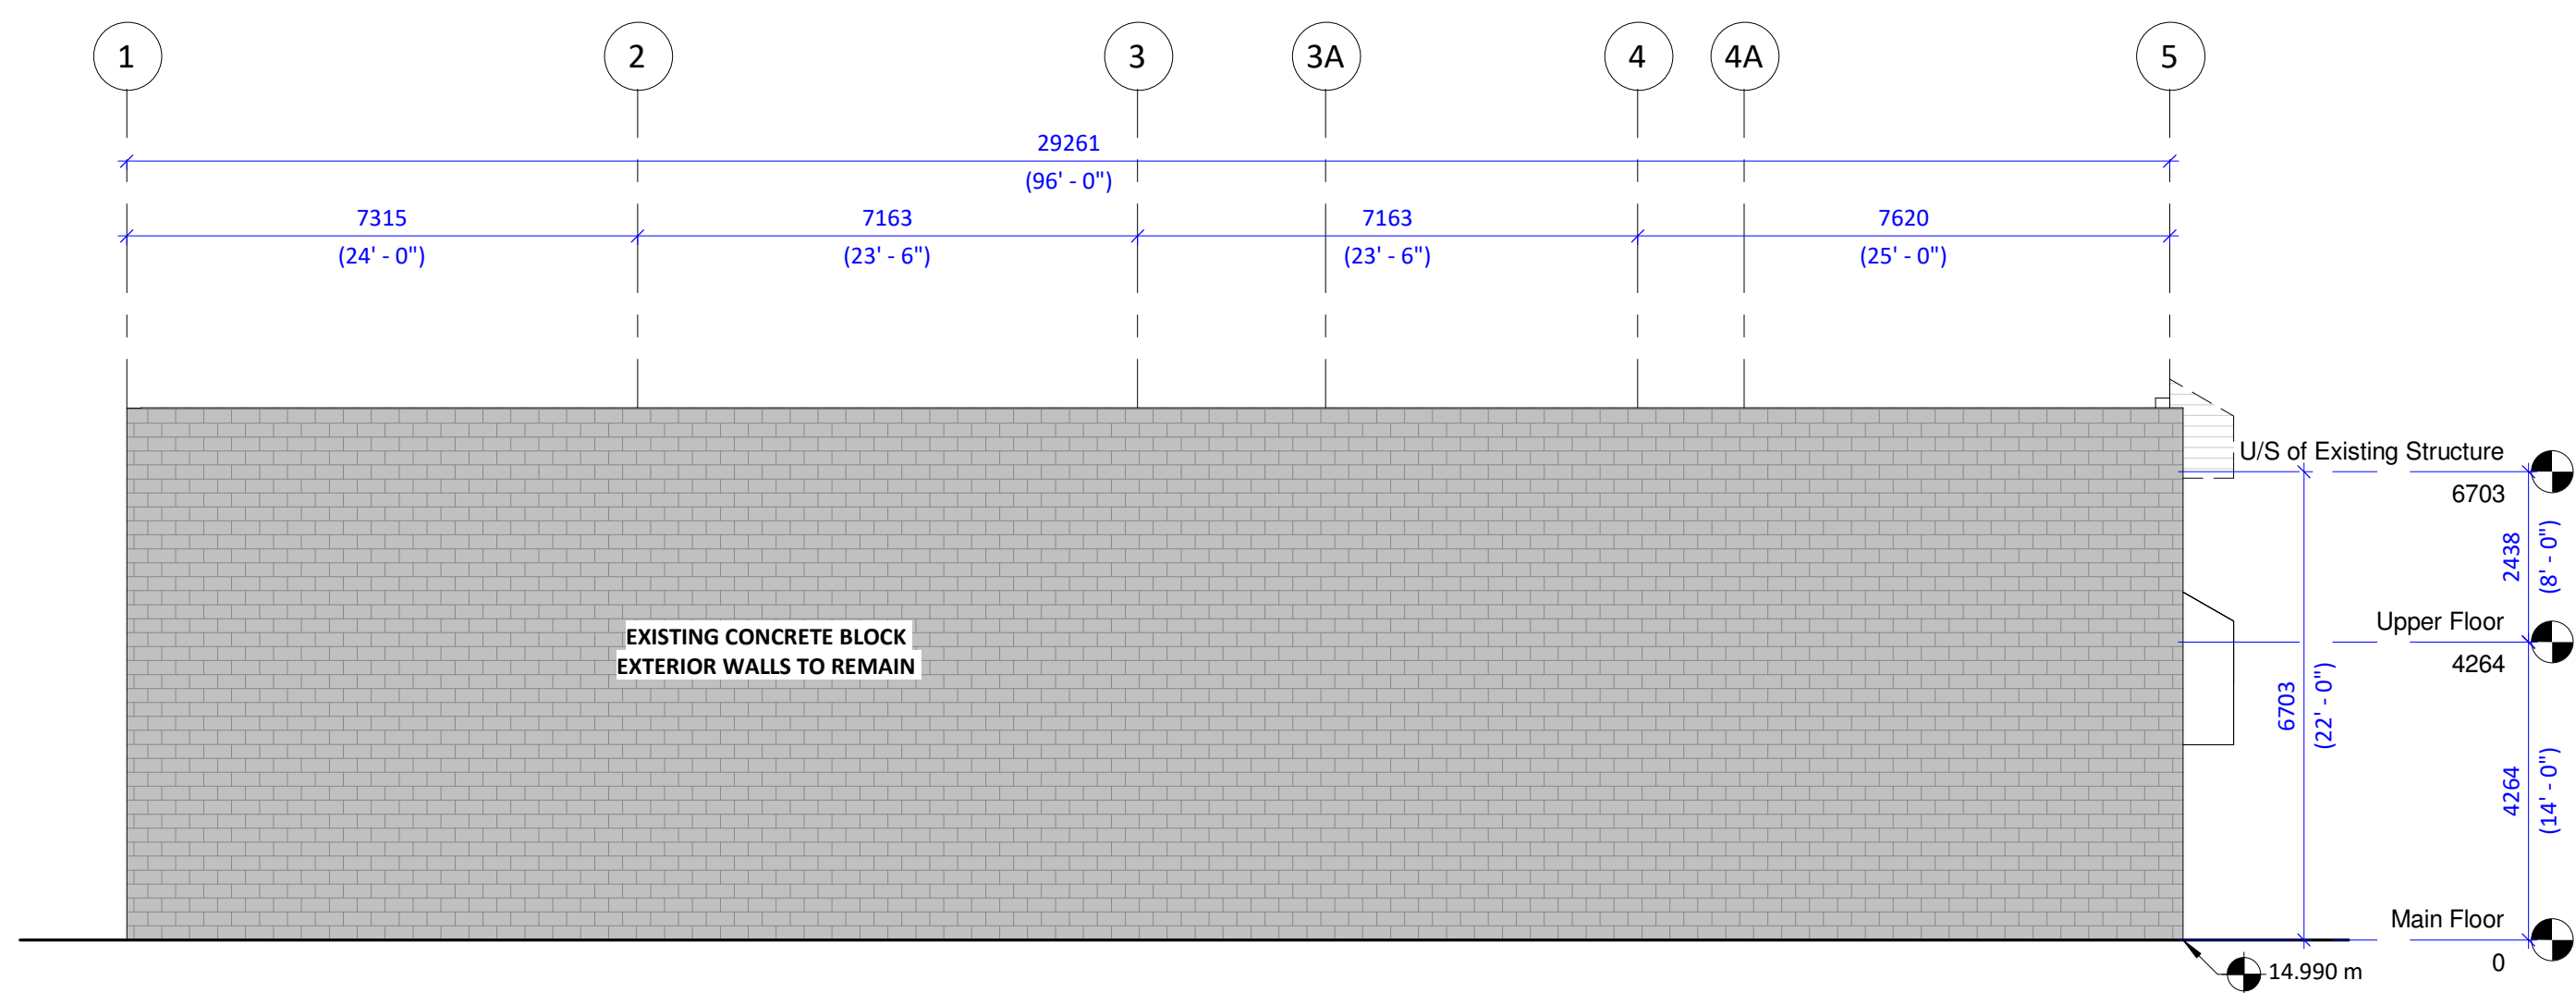 1 2 3 3A 4 4A 5
29261
(96' - 0")
7315 7163 7163 7620
(24' - 0") (23' - 6") (23' - 6") (25' - 0")
U/S of Existing Structure
6703
2438
(8' - 0")
EXISTING CONCRETE BLOCK
EXTERIOR WALLS TO REMAIN
Upper Floor
4264
6703
(22' - 0")
4264
(14' - 0")
Main Floor
0
14.990 m